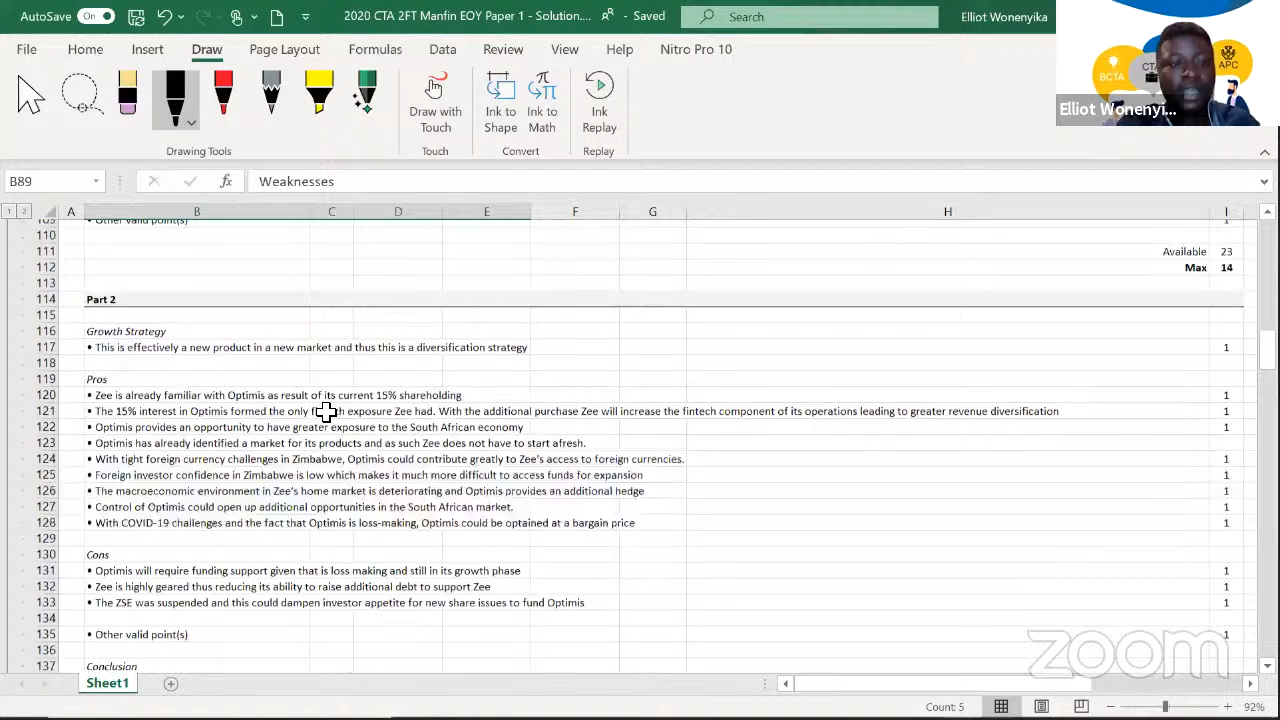 AutoSave On 2020 CTA 2FT Manfin EOY Paper 1 - Solution.... - Saved Search Elliot Wonenyika
File Home Insert Draw Page Layout Formulas Data Review View Help Nitro Pro 10
BCTA CTA APC
Elliot Wonenyi...
Draw with Touch
Ink to Shape
Ink to Math
Ink Replay
Drawing Tools Touch Convert Replay
B89 fx Weaknesses
1 2 A B C D E F G H I
109 • Other valid point(s) 1
110
111 Available 23
112 Max 14
113
114 Part 2
115
116 Growth Strategy
117 • This is effectively a new product in a new market and thus this is a diversification strategy 1
118
119 Pros
120 • Zee is already familiar with Optimis as result of its current 15% shareholding 1
121 • The 15% interest in Optimis formed the only exposure Zee had. With the additional purchase Zee will increase the fintech component of its operations leading to greater revenue diversification 1
122 • Optimis provides an opportunity to have greater exposure to the South African economy 1
123 • Optimis has already identified a market for its products and as such Zee does not have to start afresh. 1
124 • With tight foreign currency challenges in Zimbabwe, Optimis could contribute greatly to Zee's access to foreign currencies. 1
125 • Foreign investor confidence in Zimbabwe is low which makes it much more difficult to access funds for expansion 1
126 • The macroeconomic environment in Zee's home market is deteriorating and Optimis provides an additional hedge 1
127 • Control of Optimis could open up additional opportunities in the South African market. 1
128 • With COVID-19 challenges and the fact that Optimis is loss-making, Optimis could be optained at a bargain price 1
129
130 Cons
131 • Optimis will require funding support given that is loss making and still in its growth phase 1
132 • Zee is highly geared thus reducing its ability to raise additional debt to support Zee 1
133 • The ZSE was suspended and this could dampen investor appetite for new share issues to fund Optimis 1
134
135 • Other valid point(s) 1
136
137 Conclusion
zoom
Sheet1
Count: 5 92%